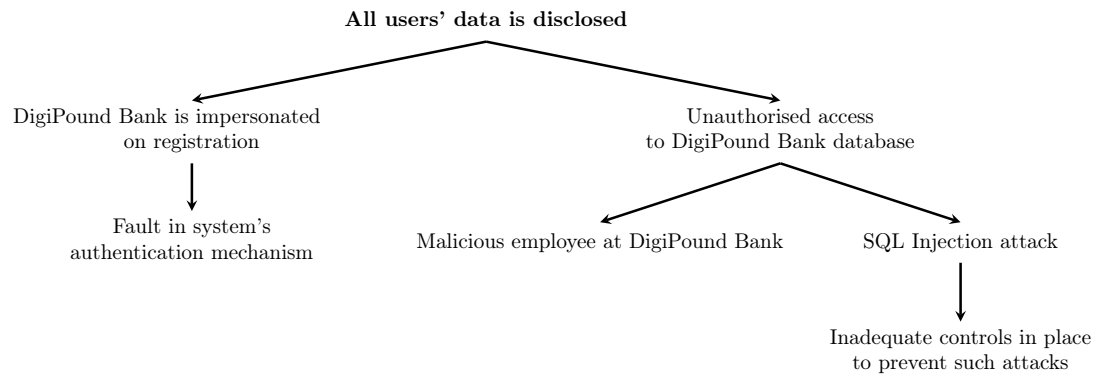 All users' data is disclosed
DigiPound Bank is impersonated
on registration
Unauthorised access
to DigiPound Bank database
Fault in system's
authentication mechanism
Malicious employee at DigiPound Bank
SQL Injection attack
Inadequate controls in place
to prevent such attacks